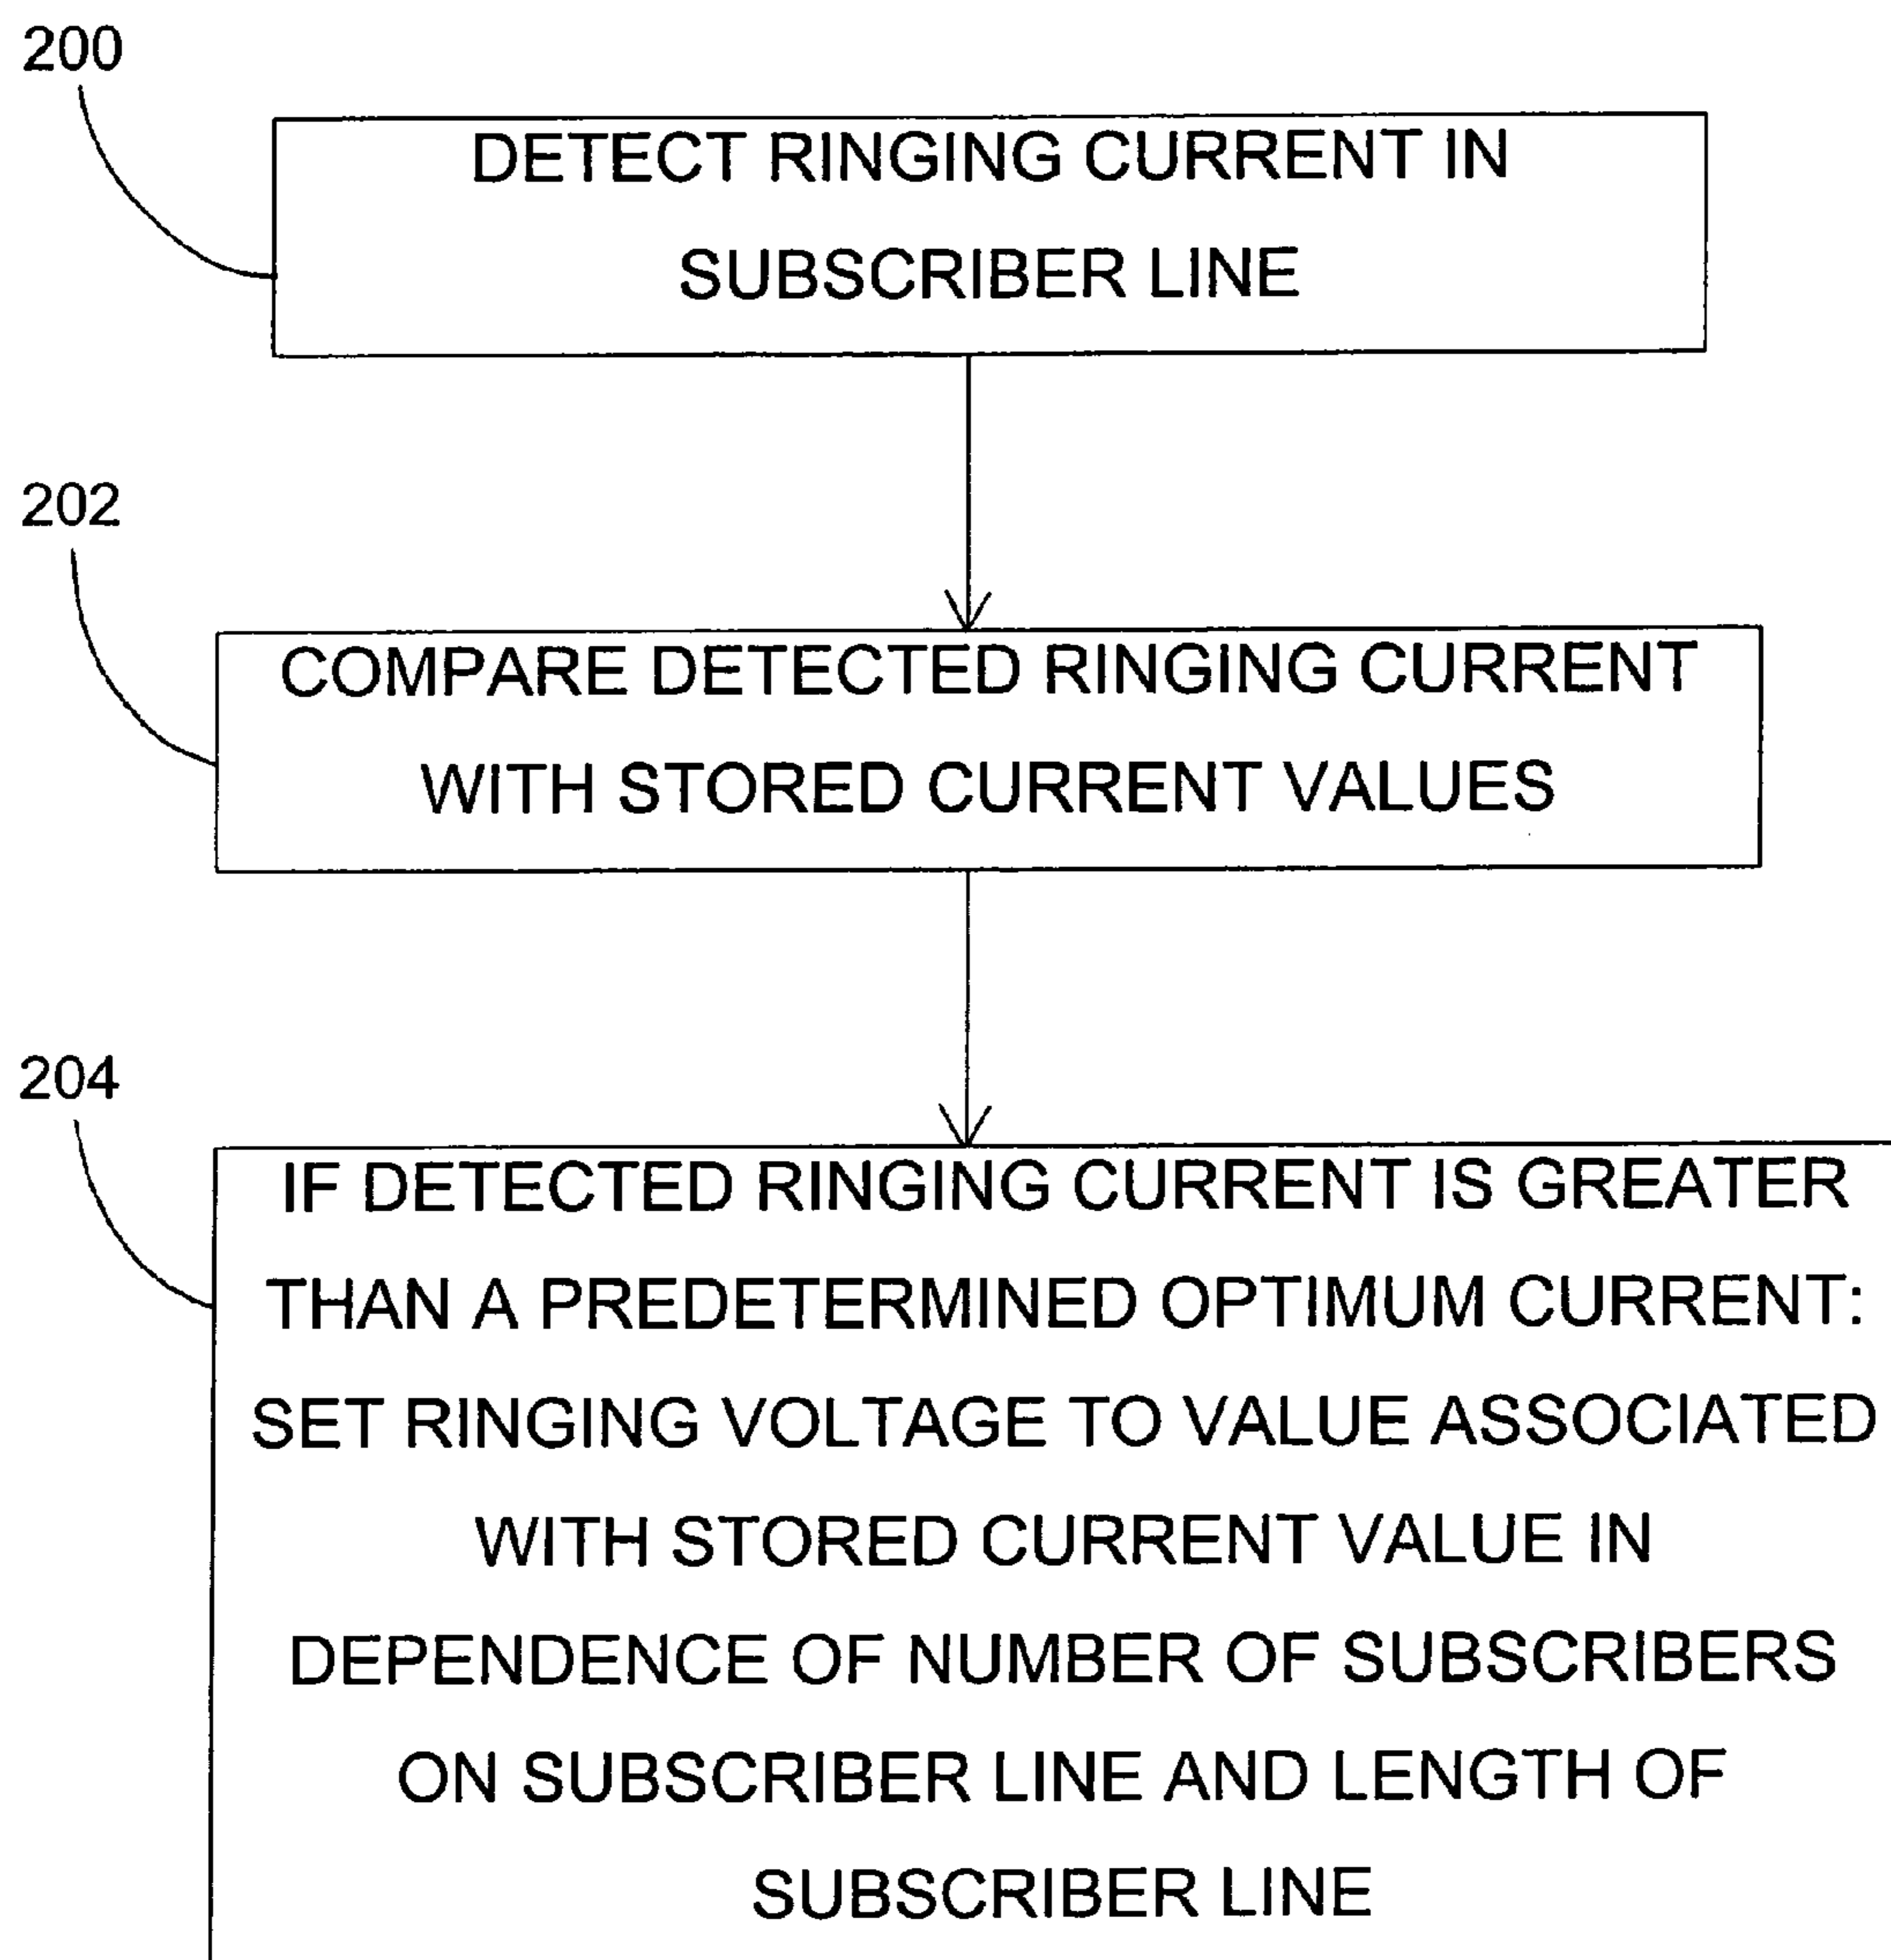 200
DETECT RINGING CURRENT IN
SUBSCRIBER LINE
202
COMPARE DETECTED RINGING CURRENT
WITH STORED CURRENT VALUES
204
IF DETECTED RINGING CURRENT IS GREATER
THAN A PREDETERMINED OPTIMUM CURRENT:
SET RINGING VOLTAGE TO VALUE ASSOCIATED
WITH STORED CURRENT VALUE IN
DEPENDENCE OF NUMBER OF SUBSCRIBERS
ON SUBSCRIBER LINE AND LENGTH OF
SUBSCRIBER LINE